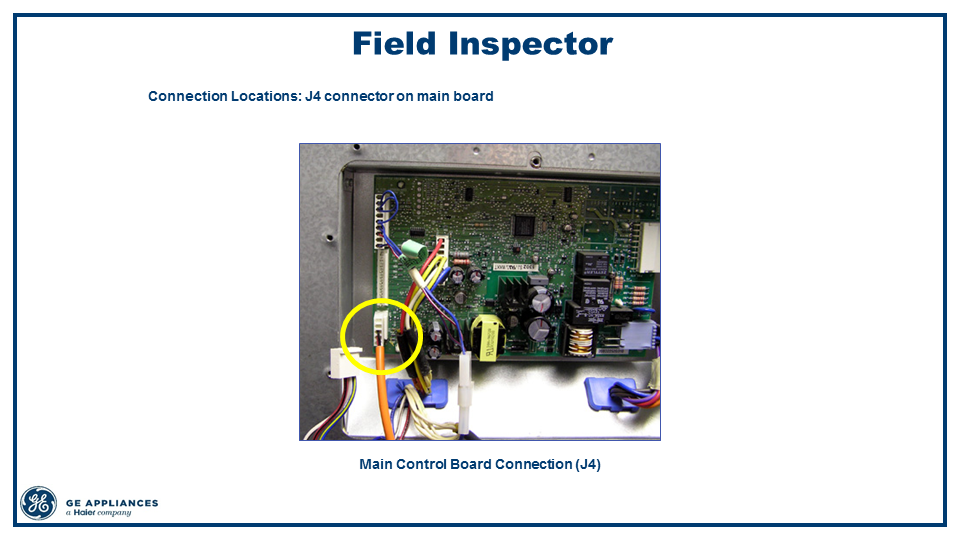 Field Inspector
Connection Locations: J4 connector on main board
Main Control Board Connection (J4)
GE APPLIANCES
a Haier company